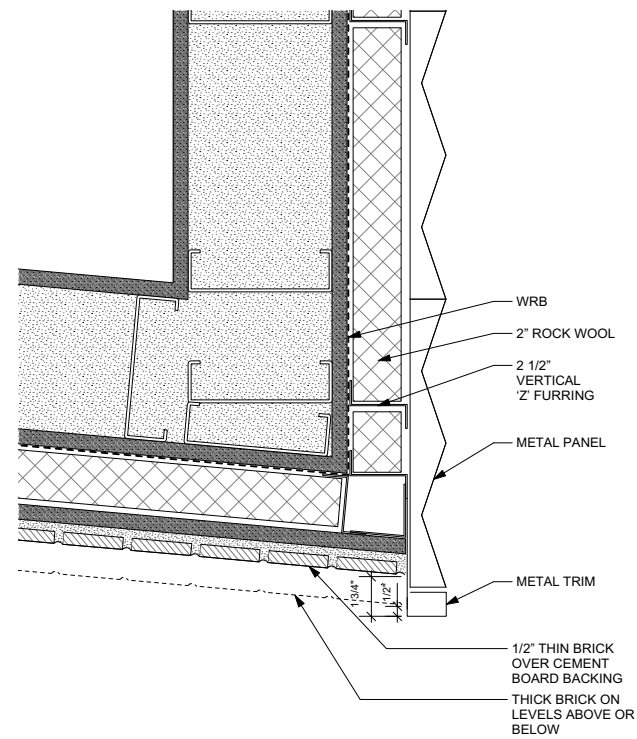 WRB
2” ROCK WOOL
2 1/2”
VERTICAL
‘Z’ FURRING
METAL PANEL
METAL TRIM
1 3/4"
1/2"
1/2” THIN BRICK
OVER CEMENT
BOARD BACKING
THICK BRICK ON
LEVELS ABOVE OR
BELOW